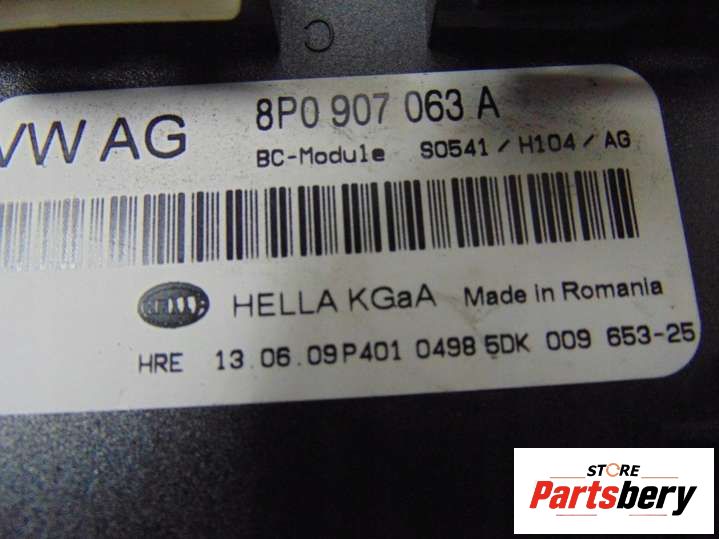 C
VW AG 8P0 907 063 A
BC-Module S0541 / H104 / AG
HELLA
HELLA KGaA Made in Romania
HRE 13.06.09P401 0498 5DK 009 653-25
STORE
Partsbery